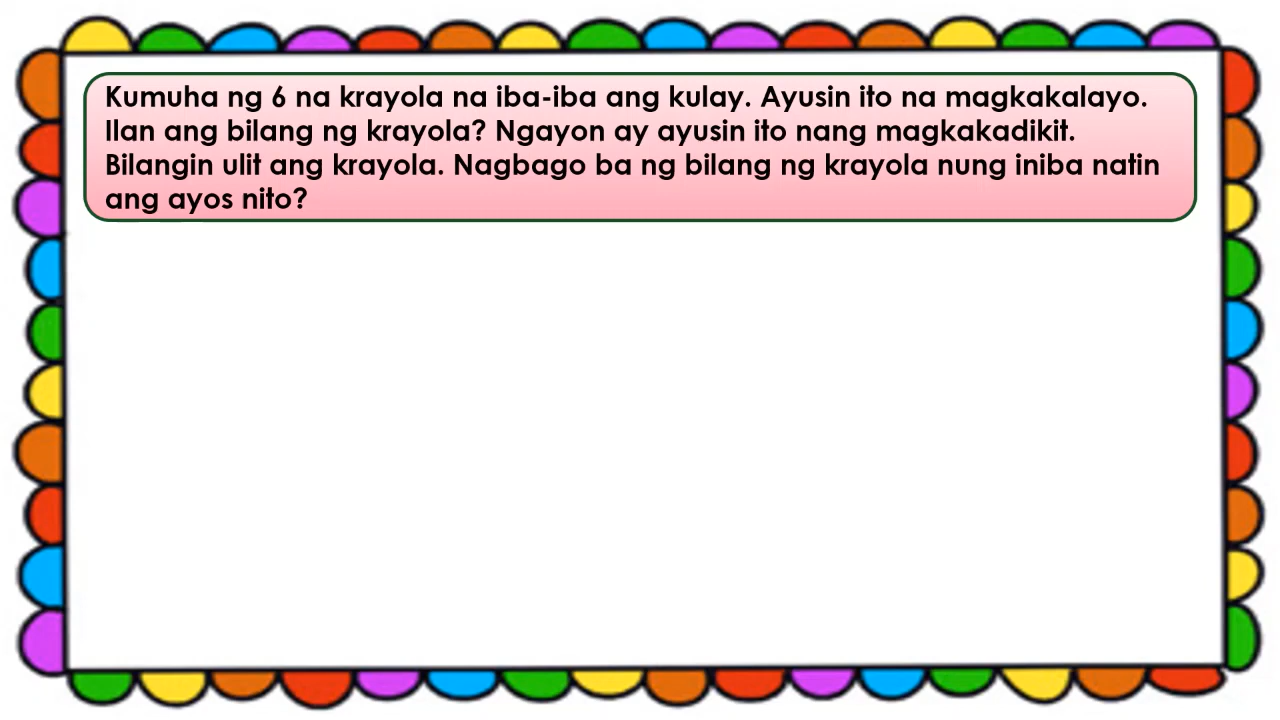 Kumuha ng 6 na krayola na iba-iba ang kulay. Ayusin ito na magkakalayo.
Ilan ang bilang ng krayola? Ngayon ay ayusin ito nang magkakadikit.
Bilangin ulit ang krayola. Nagbago ba ng bilang ng krayola nung iniba natin
ang ayos nito?